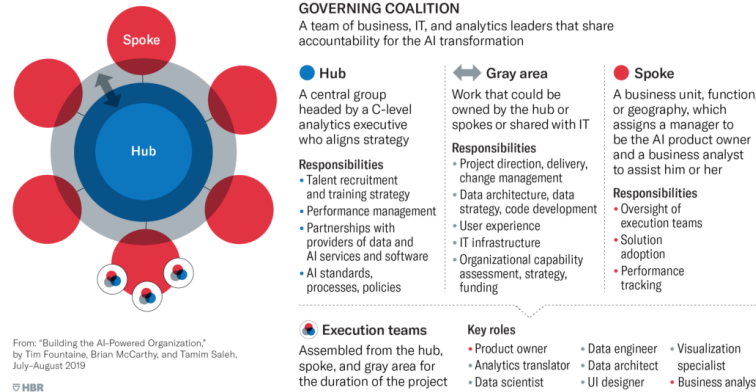 GOVERNING COALITION
A team of business, IT, and analytics leaders that share
accountability for the AI transformation
Spoke
Hub
Hub
A central group
headed by a C-level
analytics executive
who aligns strategy
Responsibilities
• Talent recruitment
and training strategy
• Performance management
• Partnerships with
providers of data and
AI services and software
• AI standards,
processes, policies
Gray area
Work that could be
owned by the hub or
spokes or shared with IT
Responsibilities
• Project direction, delivery,
change management
• Data architecture, data
strategy, code development
• User experience
• IT infrastructure
• Organizational capability
assessment, strategy,
funding
Spoke
A business unit, function
or geography, which
assigns a manager to
be the AI product owner
and a business analyst
to assist him or her
Responsibilities
• Oversight of
execution teams
• Solution
adoption
• Performance
tracking
Execution teams
Assembled from the hub,
spoke, and gray area for
the duration of the project
Key roles
• Product owner
• Analytics translator
• Data scientist
• Data engineer
• Data architect
• UI designer
• Visualization
specialist
• Business analys
From: "Building the AI-Powered Organization,"
by Tim Fountaine, Brian McCarthy, and Tamim Saleh,
July–August 2019
HBR